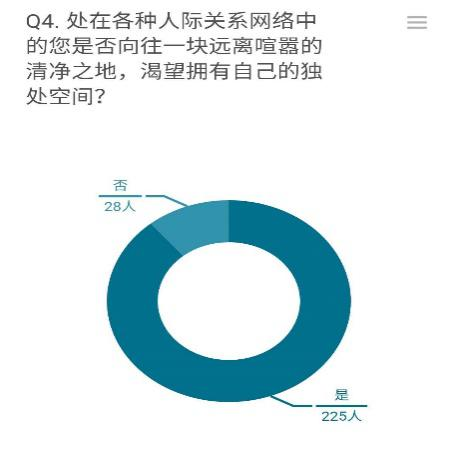 Q4. 处在各种人际关系网络中
的您是否向往一块远离喧嚣的
清净之地，渴望拥有自己的独
处空间？
否
28人
是
225人